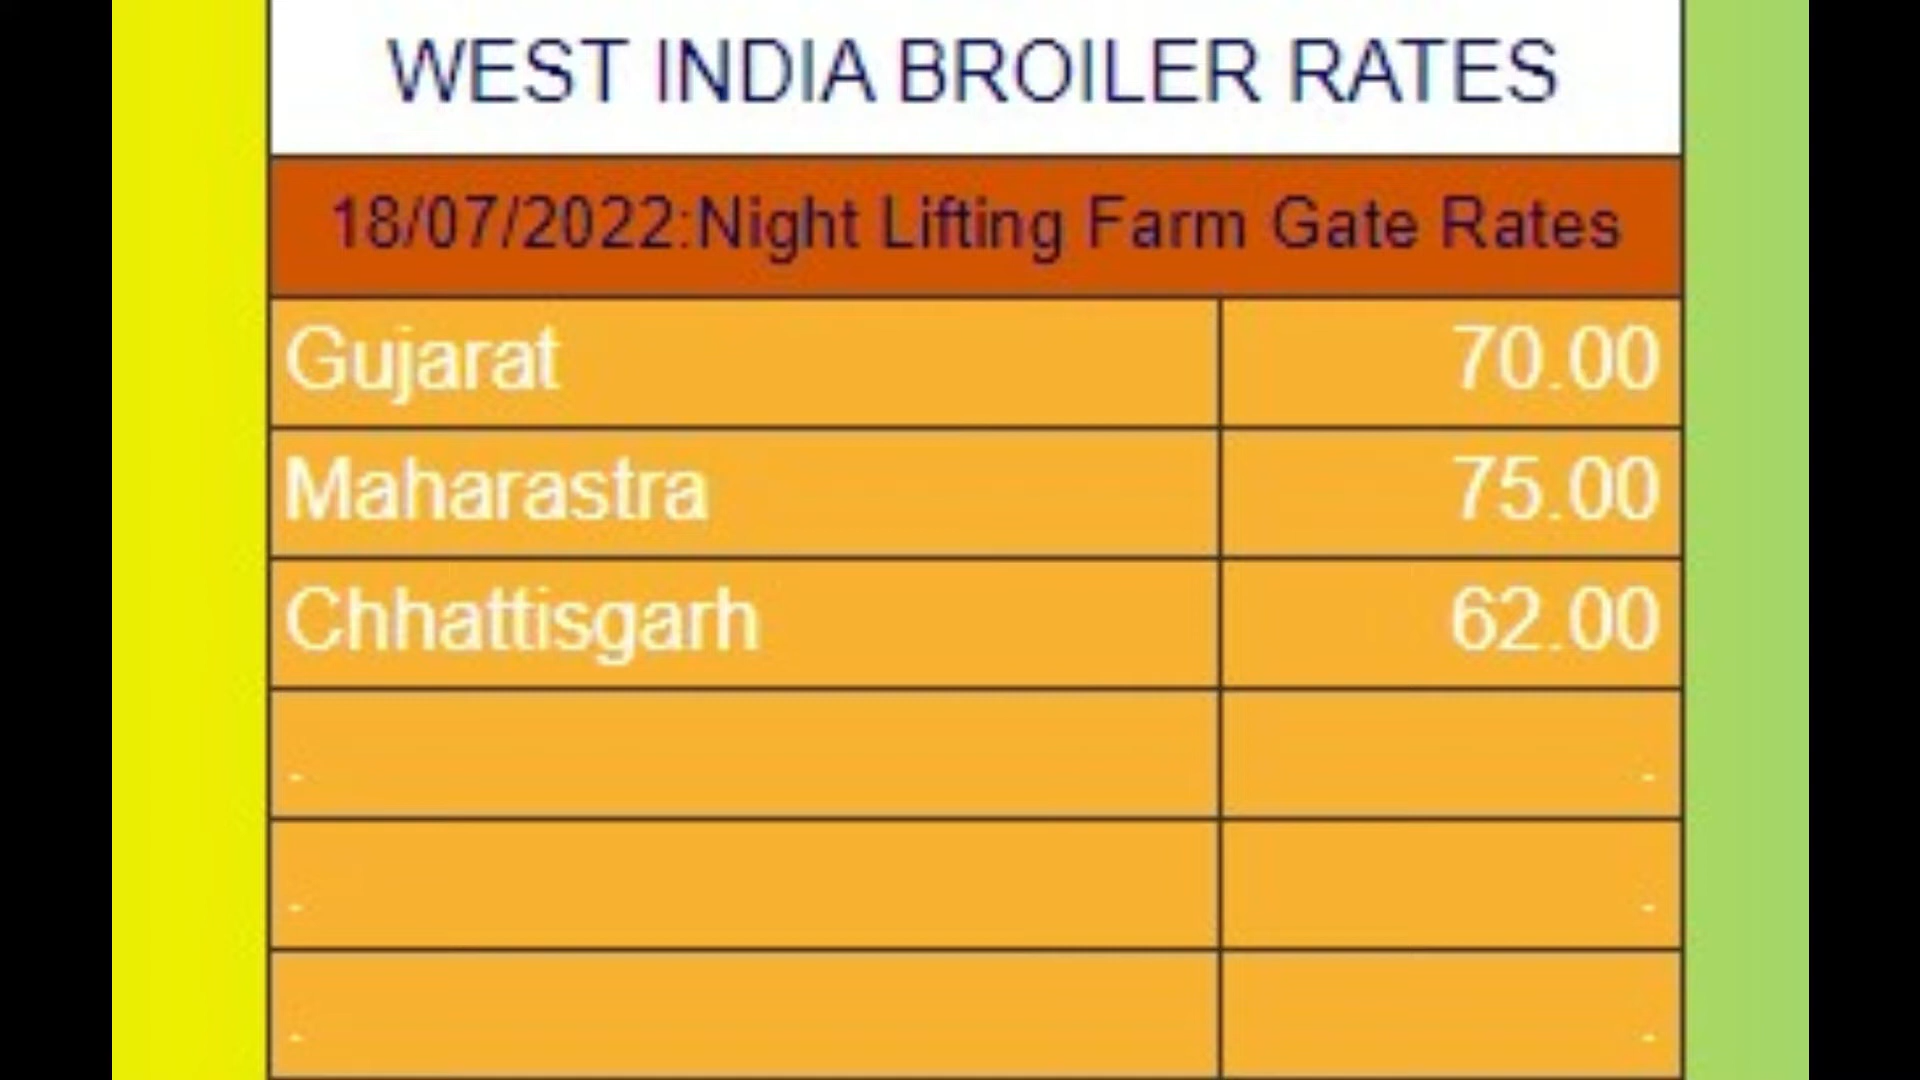 WEST INDIA BROILER RATES
18/07/2022:Night Lifting Farm Gate Rates
Gujarat 70.00
Maharastra 75.00
Chhattisgarh 62.00
- -
- -
- -